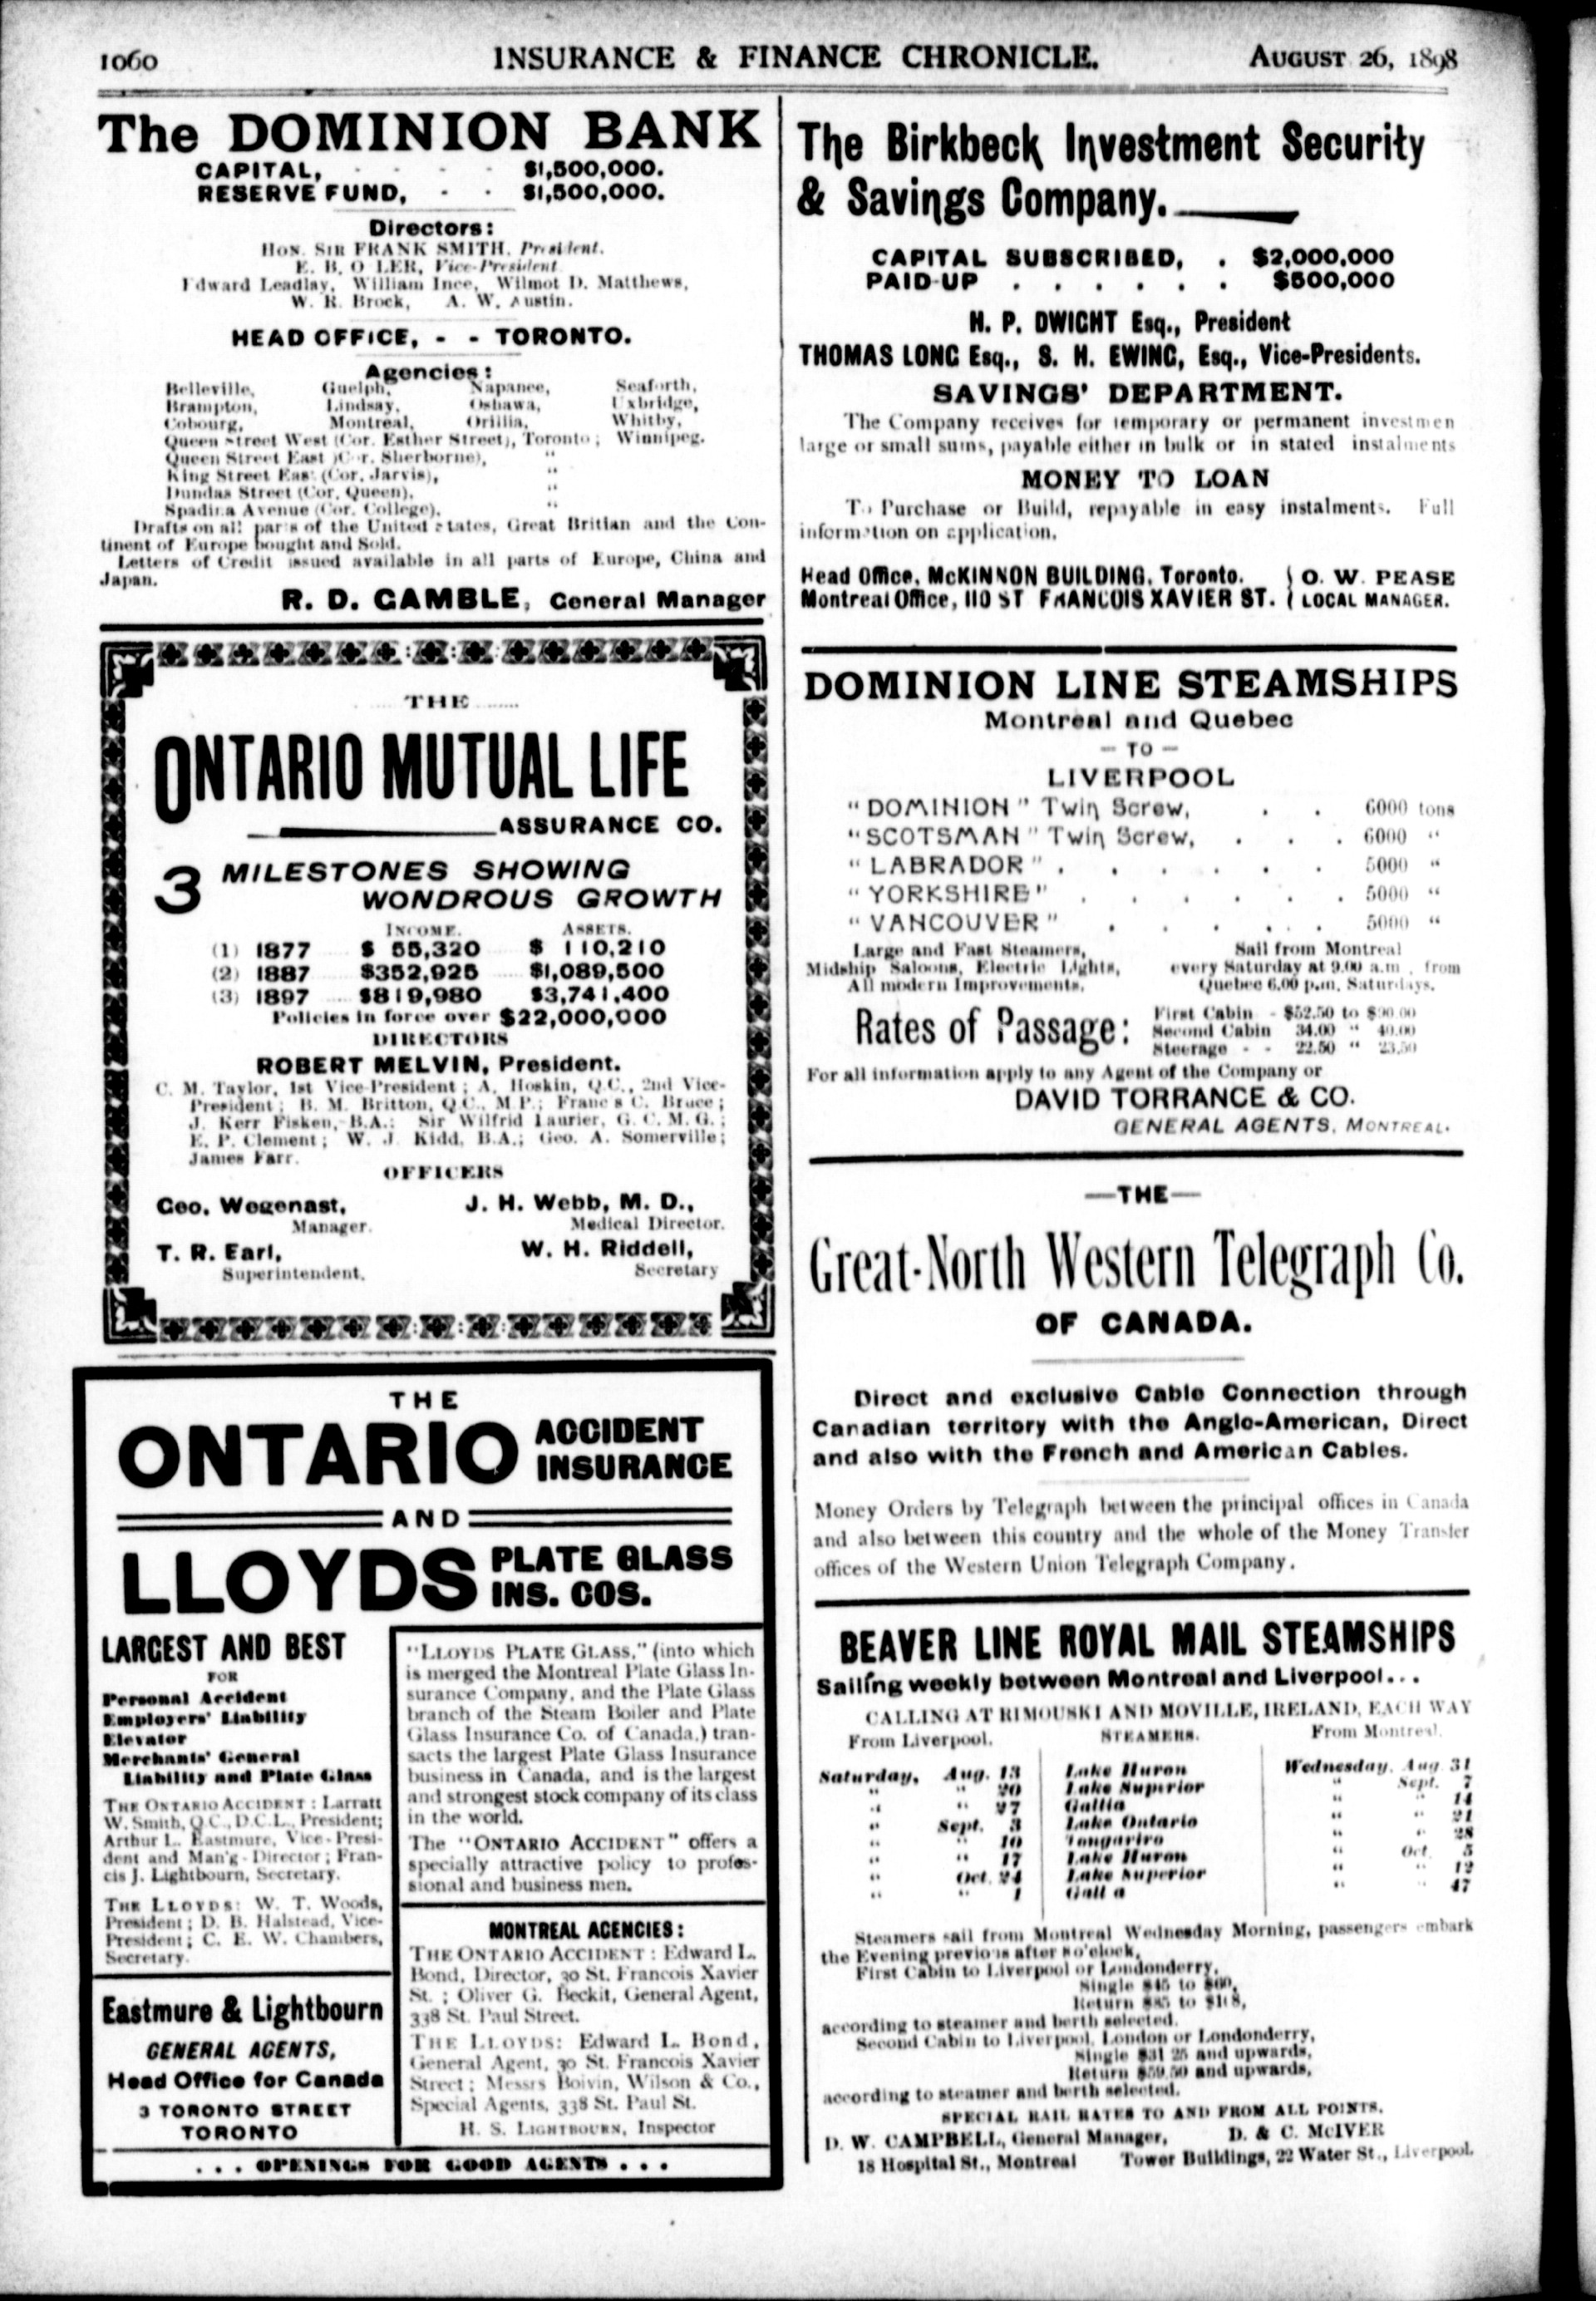 1060 INSURANCE & FINANCE CHRONICLE. AUGUST 26, 1898
The DOMINION BANK
CAPITAL, - - - - $1,500,000.
RESERVE FUND, - - $1,500,000.
Directors:
HON. SIR FRANK SMITH, President.
E. B. O LER, Vice-President
Edward Leadlay, William Ince, Wilmot D. Matthews,
W. R. Brock, A. W. Austin.
HEAD OFFICE, - - TORONTO.
Agencies:
Belleville, Guelph, Napanee, Seaforth,
Brampton, Lindsay, Oshawa, Uxbridge,
Cobourg, Montreal, Orillia, Whitby,
Queen Street West (Cor. Esther Street), Toronto; Winnipeg.
Queen Street East (Cor. Sherborne), "
King Street East (Cor. Jarvis), "
Dundas Street (Cor. Queen), "
Spadina Avenue (Cor. College), "
Drafts on all parts of the United States, Great Britian and the Con-
tinent of Europe bought and Sold.
Letters of Credit issued available in all parts of Europe, China and
Japan.
R. D. GAMBLE, General Manager
THE
ONTARIO MUTUAL LIFE
ASSURANCE CO.
3 MILESTONES SHOWING
WONDROUS GROWTH
INCOME. ASSETS.
(1) 1877 $ 55,320 $ 110,210
(2) 1887 $352,925 $1,089,500
(3) 1897 $819,980 $3,741,400
Policies in force over $22,000,000
DIRECTORS
ROBERT MELVIN, President.
C. M. Taylor, 1st Vice-President; A. Hoskin, Q.C., 2nd Vice-
President; B. M. Britton, Q.C., M.P.; Francis C. Bruce;
J. Kerr Fisken, B.A.; Sir Wilfrid Laurier, G. C. M. G.;
E. P. Clement; W. J. Kidd, B.A.; Geo. A. Somerville;
James Farr.
OFFICERS
Geo. Wegenast, J. H. Webb, M. D.,
Manager. Medical Director.
T. R. Earl, W. H. Riddell,
Superintendent. Secretary
THE
ONTARIO ACCIDENT
INSURANCE
AND
LLOYDS PLATE GLASS
INS. COS.
LARGEST AND BEST
FOR
Personal Accident
Employers' Liability
Elevator
Merchants' General
Liability and Plate Glass
THE ONTARIO ACCIDENT: Larratt
W. Smith, Q.C., D.C.L., President;
Arthur L. Eastmure, Vice-Presi-
dent and Man'g-Director; Fran-
cis J. Lightbourn, Secretary.
THE LLOYDS: W. T. Woods,
President; D. B. Halstead, Vice-
President; C. E. W. Chambers,
Secretary.
Eastmure & Lightbourn
GENERAL AGENTS,
Head Office for Canada
3 TORONTO STREET
TORONTO
"LLOYDS PLATE GLASS," (into which
is merged the Montreal Plate Glass In-
surance Company, and the Plate Glass
branch of the Steam Boiler and Plate
Glass Insurance Co. of Canada,) tran-
sacts the largest Plate Glass Insurance
business in Canada, and is the largest
and strongest stock company of its class
in the world.
The "ONTARIO ACCIDENT" offers a
specially attractive policy to profes-
sional and business men.
MONTREAL AGENCIES:
THE ONTARIO ACCIDENT: Edward L.
Bond, Director, 30 St. Francois Xavier
St.; Oliver G. Beckit, General Agent,
338 St. Paul Street.
THE LLOYDS: Edward L. Bond,
General Agent, 30 St. Francois Xavier
Street; Messrs Boivin, Wilson & Co.,
Special Agents, 338 St. Paul St.
H. S. LIGHTBOURN, Inspector
... OPENINGS FOR GOOD AGENTS ...
The Birkbeck Investment Security
& Savings Company.
CAPITAL SUBSCRIBED, . $2,000,000
PAID-UP . . . . . . $500,000
H. P. DWIGHT Esq., President
THOMAS LONG Esq., S. H. EWING, Esq., Vice-Presidents.
SAVINGS' DEPARTMENT.
The Company receives for temporary or permanent investmen
large or small sums, payable either in bulk or in stated instalments
MONEY TO LOAN
To Purchase or Build, repayable in easy instalments. Full
information on application.
Head Office, McKINNON BUILDING, Toronto. O. W. PEASE
Montreal Office, 110 ST FRANCOIS XAVIER ST. LOCAL MANAGER.
DOMINION LINE STEAMSHIPS
Montreal and Quebec
— TO —
LIVERPOOL
"DOMINION" Twin Screw, . . 6000 tons
"SCOTSMAN" Twin Screw, . . . 6000 "
"LABRADOR" . . . . . . 5000 "
"YORKSHIRE" . . . . . . 5000 "
"VANCOUVER" . . . . . 5000 "
Large and Fast Steamers, Sail from Montreal
Midship Saloons, Electric Lights, every Saturday at 9.00 a.m., from
All modern Improvements. Quebec 6.00 p.m. Saturdays.
Rates of Passage: First Cabin - $52.50 to $90.00
Second Cabin 34.00 " 40.00
Steerage - - 22.50 " 23.50
For all information apply to any Agent of the Company or
DAVID TORRANCE & CO.
GENERAL AGENTS, MONTREAL.
—THE—
Great-North Western Telegraph Co.
OF CANADA.
Direct and exclusive Cable Connection through
Canadian territory with the Anglo-American, Direct
and also with the French and American Cables.
Money Orders by Telegraph between the principal offices in Canada
and also between this country and the whole of the Money Transfer
offices of the Western Union Telegraph Company.
BEAVER LINE ROYAL MAIL STEAMSHIPS
Sailing weekly between Montreal and Liverpool...
CALLING AT RIMOUSKI AND MOVILLE, IRELAND, EACH WAY
From Liverpool. STEAMERS. From Montreal.
Saturday, Aug. 13 Lake Huron Wednesday, Aug 31
" " 20 Lake Superior " Sept. 7
" " 27 Gallia " " 14
" Sept. 3 Lake Ontario " " 21
" " 10 Tongariro " " 28
" " 17 Lake Huron " Oct. 5
" Oct. 24 Lake Superior " " 12
" " 1 Gall a " " 17
Steamers sail from Montreal Wednesday Morning, passengers embark
the Evening previous after 8 o'clock.
First Cabin to Liverpool or Londonderry,
Single $45 to $60,
Return $85 to
according to steamer and berth selected.
Second Cabin to Liverpool, London or Londonderry,
Single $31 25 and upwards,
Return $59.50 and upwards,
according to steamer and berth selected.
SPECIAL RAIL RATES TO AND FROM ALL POINTS.
D. W. CAMPBELL, General Manager, D. & C. McIVER
18 Hospital St., Montreal Tower Buildings, 22 Water St., Liverpool.